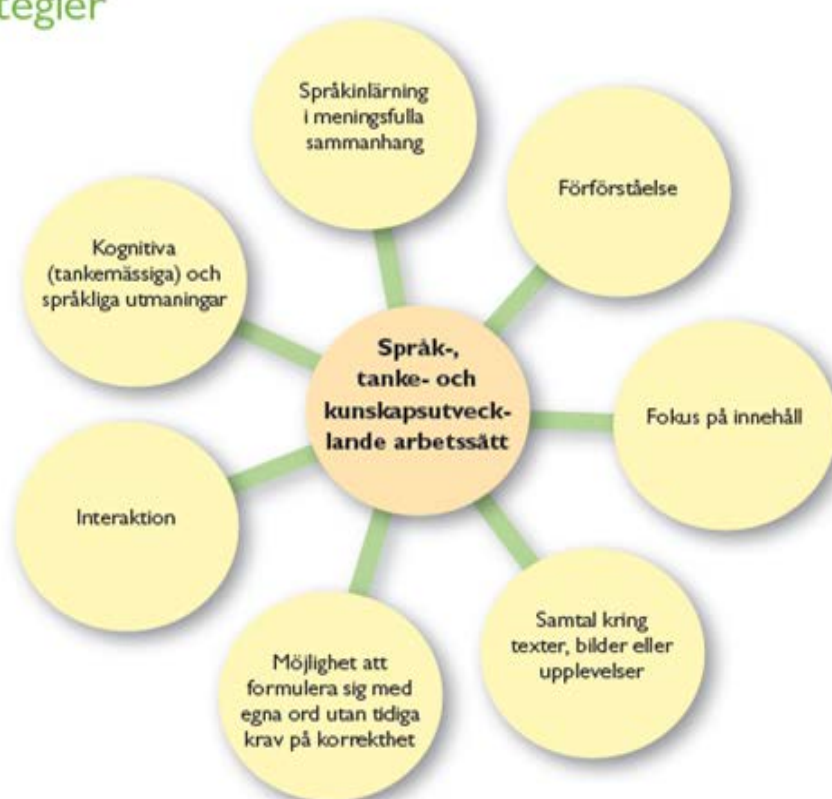 tegier
Språkinlärning
i meningsfulla
sammanhang
Förförståelse
Kognitiva
(tankemässiga) och
språkliga utmaningar
Språk-,
tanke- och
kunskapsutveck-
lande arbetssätt
Fokus på innehåll
Interaktion
Samtal kring
texter, bilder eller
upplevelser
Möjlighet att
formulera sig med
egna ord utan tidiga
krav på korrekthet